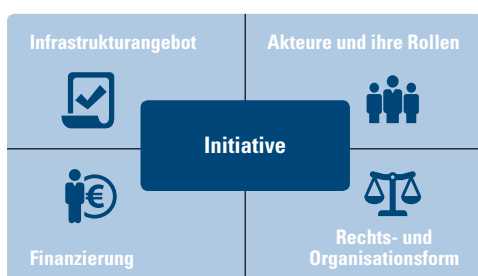 Infrastrukturangebot
Akteure und ihre Rollen
Initiative
€
Finanzierung
Rechts- und
Organisationsform